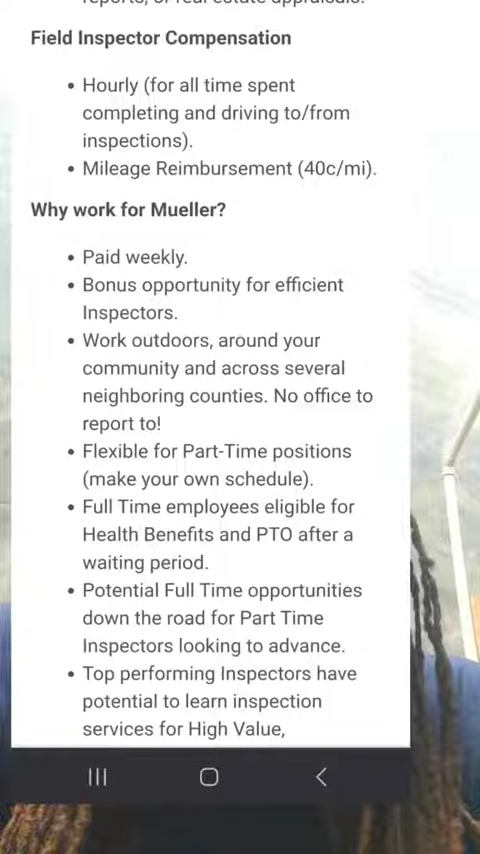 Field Inspector Compensation
• Hourly (for all time spent
completing and driving to/from
inspections).
• Mileage Reimbursement (40c/mi).
Why work for Mueller?
• Paid weekly.
• Bonus opportunity for efficient
Inspectors.
• Work outdoors, around your
community and across several
neighboring counties. No office to
report to!
• Flexible for Part-Time positions
(make your own schedule).
• Full Time employees eligible for
Health Benefits and PTO after a
waiting period.
• Potential Full Time opportunities
down the road for Part Time
Inspectors looking to advance.
• Top performing Inspectors have
potential to learn inspection
services for High Value,